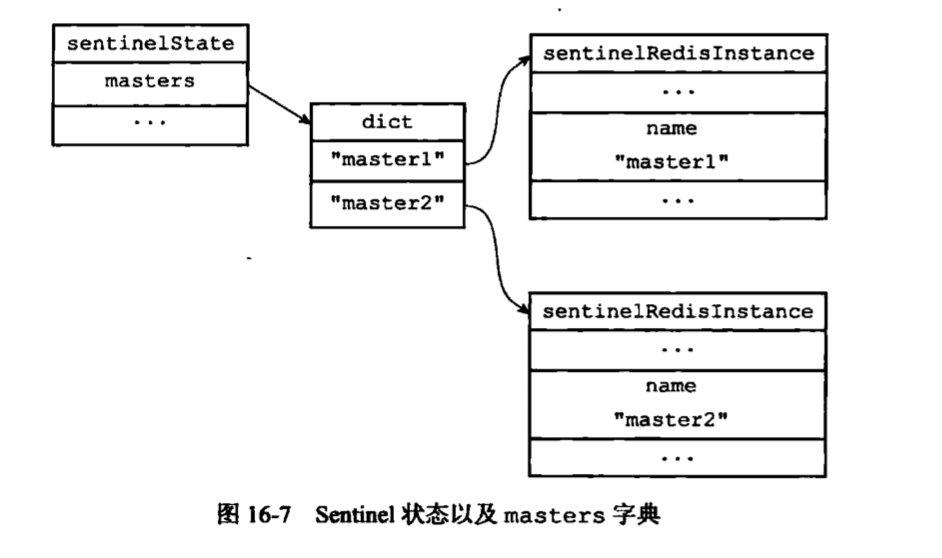 sentinelState
masters
...
dict
"master1"
"master2"
sentinelRedisInstance
...
name
"master1"
...
sentinelRedisInstance
...
name
"master2"
...
图 16-7 Sentinel 状态以及 masters 字典